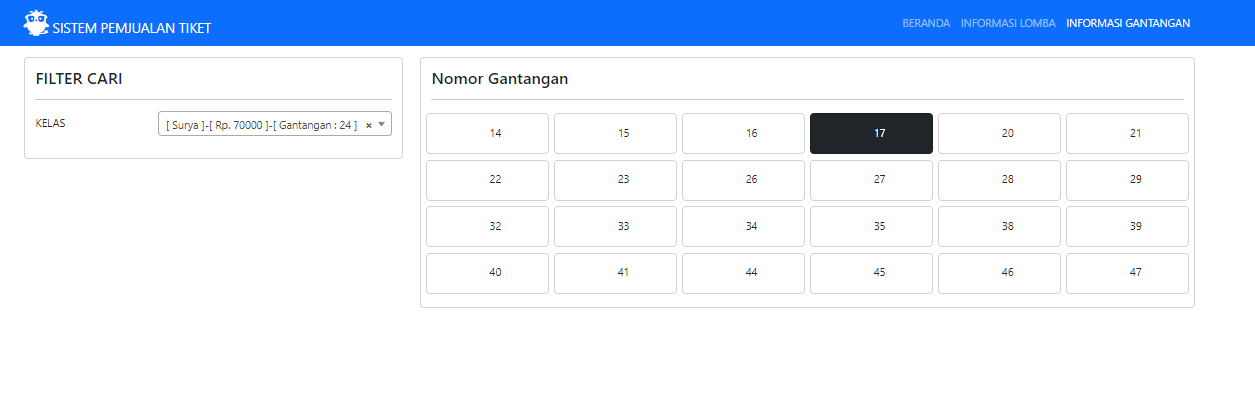 SISTEM PEMJUALAN TIKET
BERANDA INFORMASI LOMBA INFORMASI GANTANGAN
FILTER CARI
KELAS [ Surya ]-[ Rp. 70000 ]-[ Gantangan : 24 ] ×
Nomor Gantangan
14 15 16 17 20 21
22 23 26 27 28 29
32 33 34 35 38 39
40 41 44 45 46 47